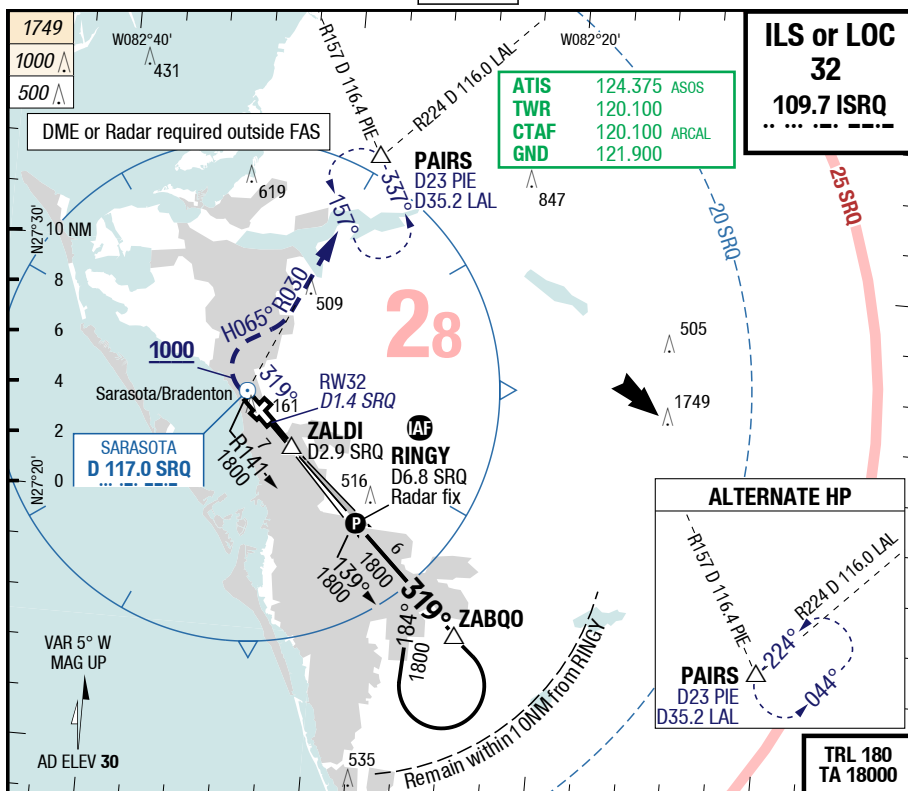 1749
1000
500
W082°40'
431
R157 D 116.4 PIE
R224 D 116.0 LAL
W082°20'
ILS or LOC
32
109.7 ISRQ
ATIS 124.375 ASOS
TWR 120.100
CTAF 120.100 ARCAL
GND 121.900
DME or Radar required outside FAS
PAIRS
D23 PIE
D35.2 LAL
337°
157°
619
847
25 SRQ
20 SRQ
N27°30'
10 NM
8
6
4
2
0
N27°20'
H065° R030
509
28
505
1749
1000
319°
RW32
D1.4 SRQ
Sarasota/Bradenton
161
ZALDI
D2.9 SRQ
IAF
RINGY
D6.8 SRQ
Radar fix
SARASOTA
D 117.0 SRQ
R141
1800
7
516
P
6
1800
139°
1800
319°
ZABQO
184°
1800
Remain within 10NM from RINGY
535
ALTERNATE HP
R157 D 116.4 PIE
R224 D 116.0 LAL
224°
044°
PAIRS
D23 PIE
D35.2 LAL
VAR 5° W
MAG UP
AD ELEV 30
TRL 180
TA 18000